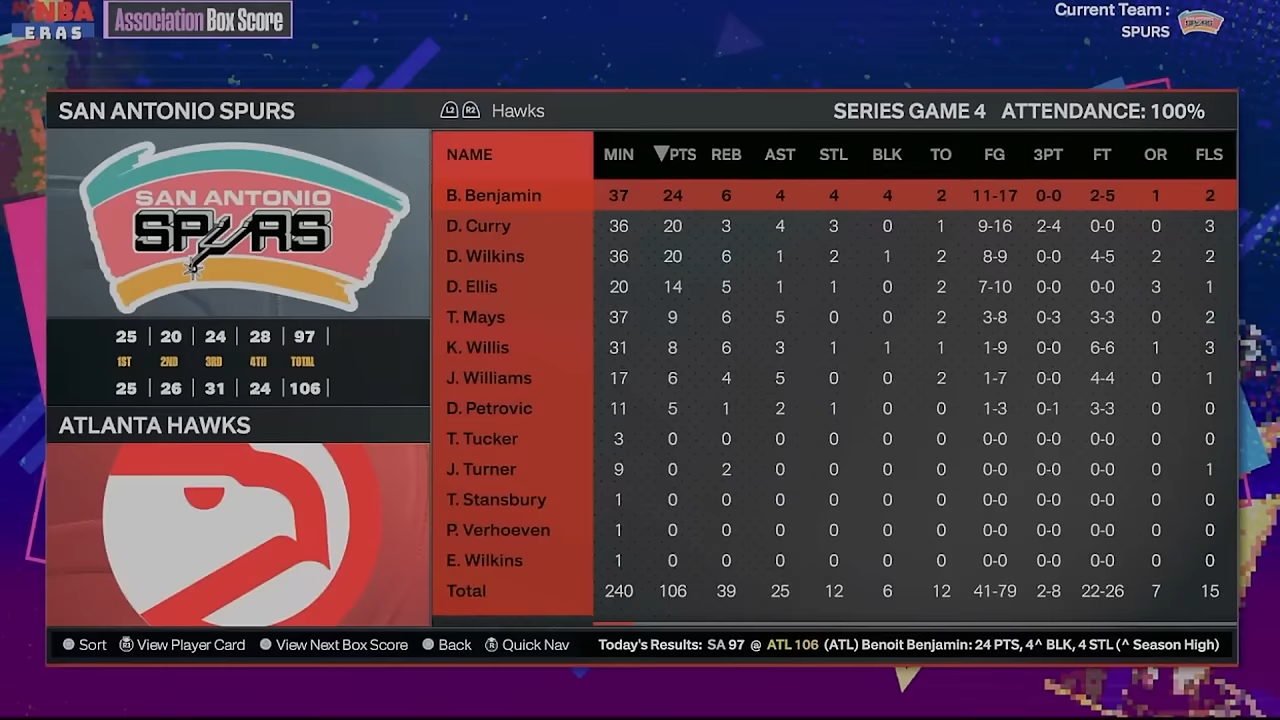 MyNBA
ERAS
Association Box Score
Current Team :
SPURS
SAN ANTONIO SPURS
L2 R2 Hawks
SERIES GAME 4 ATTENDANCE: 100%
SAN ANTONIO
SPURS
25 20 24 28 97
1ST 2ND 3RD 4TH TOTAL
25 26 31 24 106
ATLANTA HAWKS
NAME MIN ▼PTS REB AST STL BLK TO FG 3PT FT OR FLS
B. Benjamin 37 24 6 4 4 4 2 11-17 0-0 2-5 1 2
D. Curry 36 20 3 4 3 0 1 9-16 2-4 0-0 0 3
D. Wilkins 36 20 6 1 2 1 2 8-9 0-0 4-5 2 2
D. Ellis 20 14 5 1 1 0 2 7-10 0-0 0-0 3 1
T. Mays 37 9 6 5 0 0 2 3-8 0-3 3-3 0 2
K. Willis 31 8 6 3 1 1 1 1-9 0-0 6-6 1 3
J. Williams 17 6 4 5 0 0 2 1-7 0-0 4-4 0 1
D. Petrovic 11 5 1 2 1 0 0 1-3 0-1 3-3 0 0
T. Tucker 3 0 0 0 0 0 0 0-0 0-0 0-0 0 0
J. Turner 9 0 2 0 0 0 0 0-0 0-0 0-0 0 1
T. Stansbury 1 0 0 0 0 0 0 0-0 0-0 0-0 0 0
P. Verhoeven 1 0 0 0 0 0 0 0-0 0-0 0-0 0 0
E. Wilkins 1 0 0 0 0 0 0 0-0 0-0 0-0 0 0
Total 240 106 39 25 12 6 12 41-79 2-8 22-26 7 15
Sort View Player Card View Next Box Score Back Quick Nav Today's Results: SA 97 @ ATL 106 (ATL) Benoit Benjamin: 24 PTS, 4^ BLK, 4 STL (^ Season High)